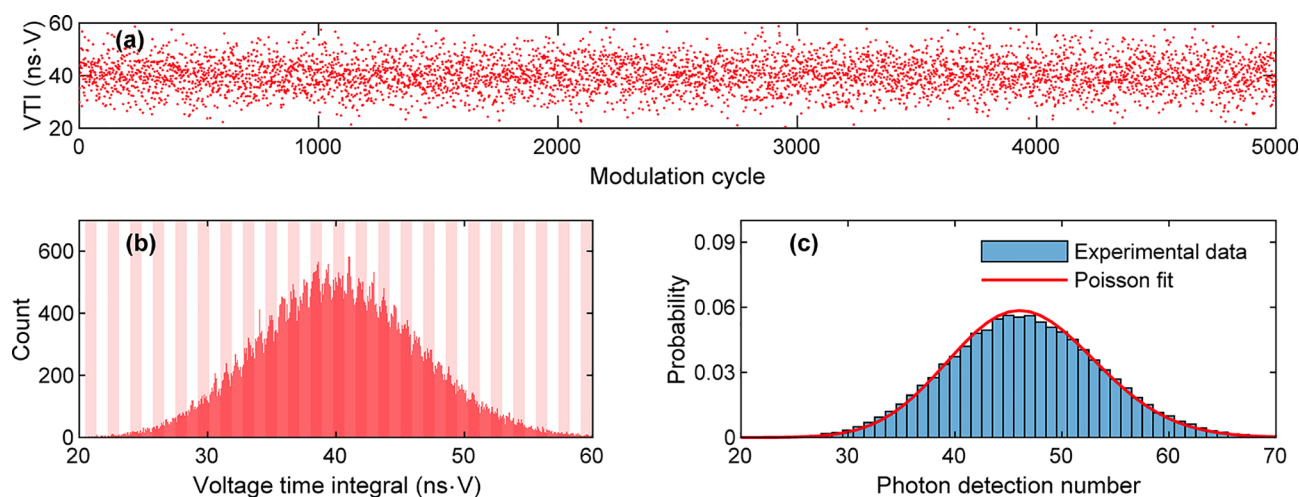 (a)
VTI (ns·V)
60
40
20
0
1000
2000
3000
4000
5000
Modulation cycle
(b)
Count
600
400
200
0
20
30
40
50
60
Voltage time integral (ns·V)
(c)
Experimental data
Poisson fit
Probability
0.09
0.06
0.03
0
20
30
40
50
60
70
Photon detection number